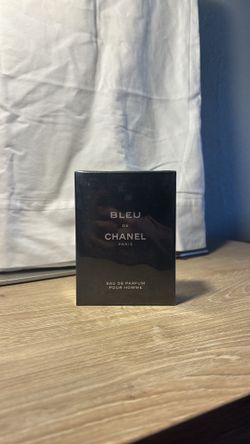 BLEU
DE
CHANEL
PARIS
EAU DE PARFUM
POUR HOMME